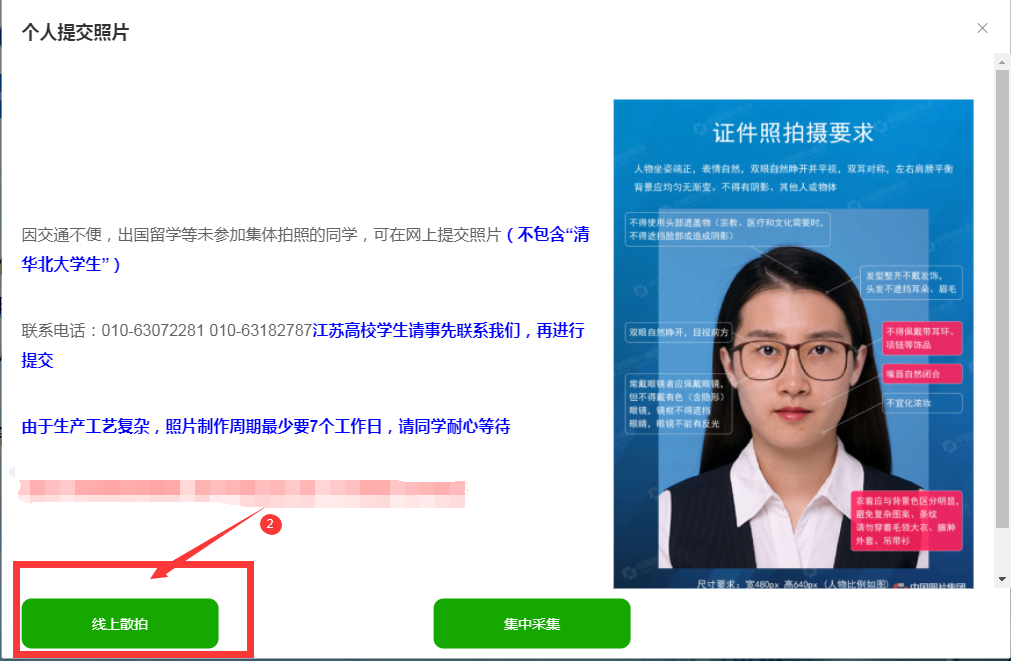 个人提交照片
因交通不便，出国留学等未参加集体拍照的同学，可在网上提交照片（不包含“清
华北大学生”）
联系电话：010-63072281 010-63182787江苏高校学生请事先联系我们，再进行
提交
由于生产工艺复杂，照片制作周期最少要7个工作日，请同学耐心等待
2
线上散拍
集中采集
证件照拍摄要求
人物坐姿端正，表情自然，双眼自然睁开并平视，双耳对称，左右肩膀平衡
背景应均匀无渐变、不得有阴影、其他人或物体
不得使用头部遮盖物（宗教、医疗和文化需要时，
不得遮挡脸部或造成阴影）
发型整齐不戴发饰，
头发不遮挡耳朵、眉毛
双眼自然睁开，目视前方
不得佩戴带耳环、
项链等饰品
嘴唇自然闭合
常戴眼镜者应佩戴眼镜，
但不得戴有色（含隐形）
眼镜，镜框不得遮挡
眼睛，眼镜不能有反光
不宜化浓妆
衣着应与背景色区分明显，
避免复杂图案、条纹
请勿穿着毛领大衣、臃肿
外套、吊带衫
尺寸要求：宽480px 高640px（人物比例如图）
中国图片集团